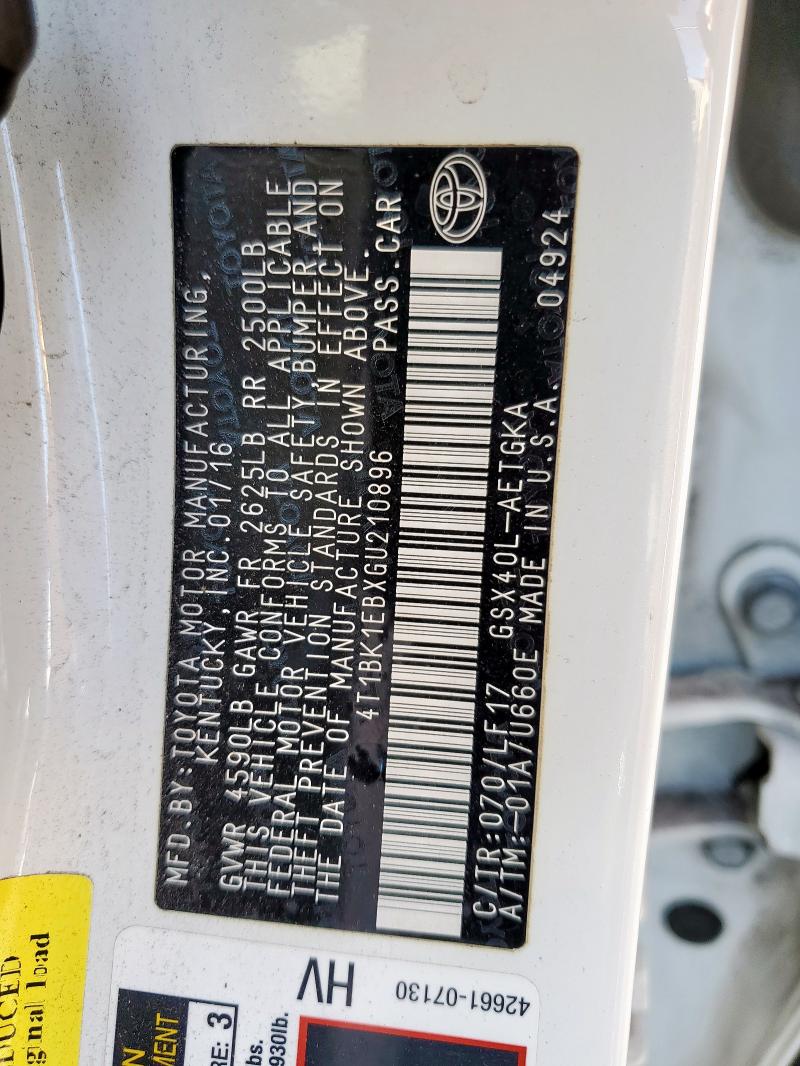 MFD.BY:TOYOTA MOTOR MANUFACTURING,
KENTUCKY, INC.01/16
GVWR 4590LB GAWR FR 2625LB RR 2500LB
THIS VEHICLE CONFORMS TO ALL APPLICABLE
FEDERAL MOTOR VEHICLE SAFETY,BUMPER,AND
THEFT PREVENTION STANDARDS IN EFFECT ON
THE DATE OF MANUFACTURE SHOWN ABOVE.
4T1BK1EBXGU210896 PASS.CAR
C/TR:070/LF17 GSX40L-AETGKA
A/TM:-01A/U660E MADE IN U.S.A. 04924
HV
42661-07130
3
930lb.